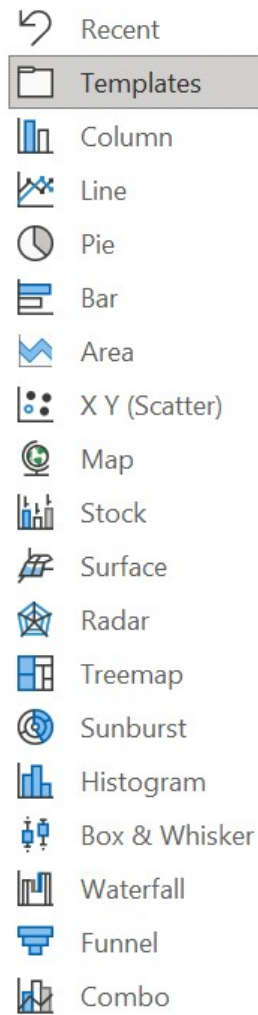 Recent
Templates
Column
Line
Pie
Bar
Area
X Y (Scatter)
Map
Stock
Surface
Radar
Treemap
Sunburst
Histogram
Box & Whisker
Waterfall
Funnel
Combo